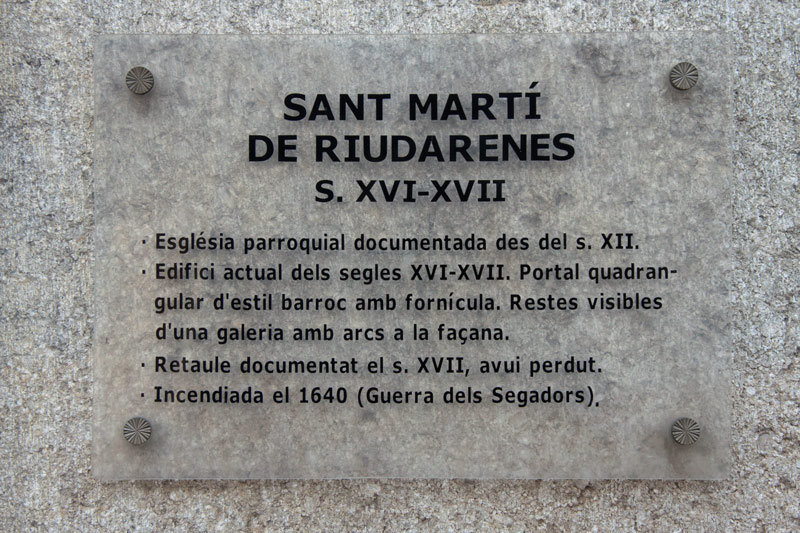 SANT MARTÍ
DE RIUDARENES
S. XVI-XVII
· Església parroquial documentada des del s. XII.
· Edifici actual dels segles XVI-XVII. Portal quadran-
gular d'estil barroc amb fornícula. Restes visibles
d'una galeria amb arcs a la façana.
· Retaule documentat el s. XVII, avui perdut.
· Incendiada el 1640 (Guerra dels Segadors).